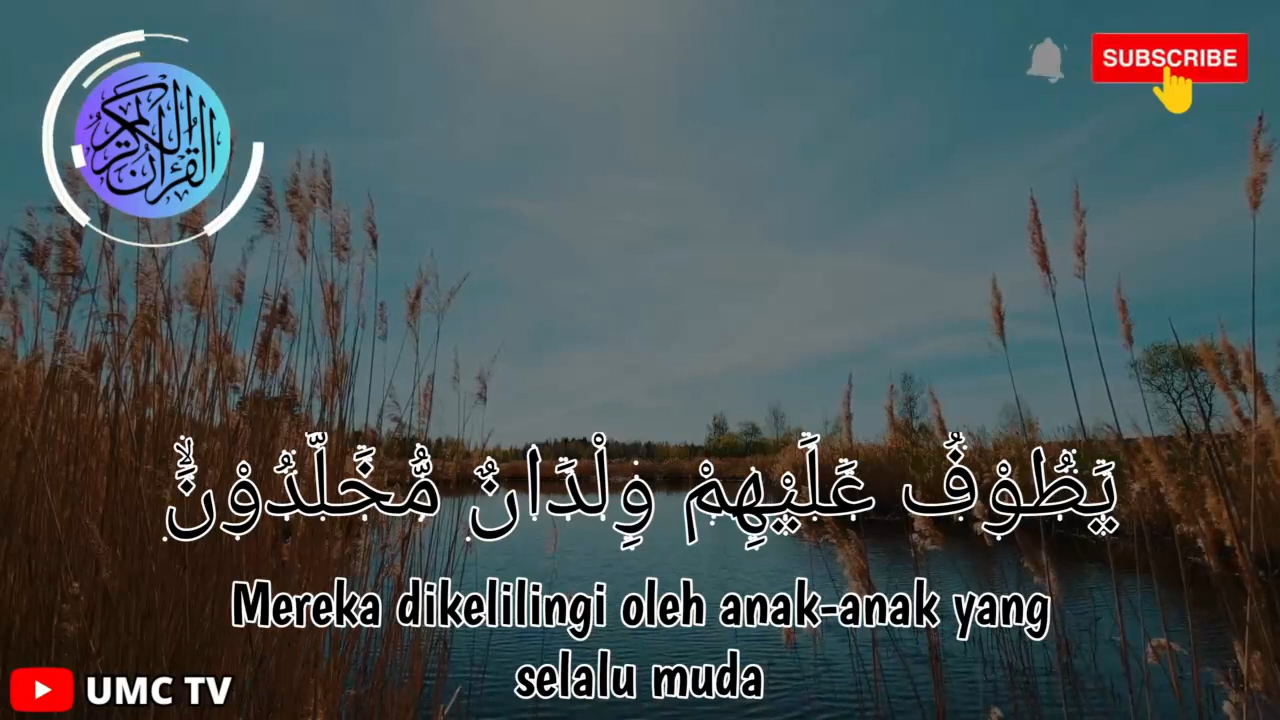 القرآن الكريم
SUBSCRIBE
يَطُوْفُ عَلَيْهِمْ وِلْدَانٌ مُّخَلَّدُوْنَۙ
Mereka dikelilingi oleh anak-anak yang
selalu muda
UMC TV